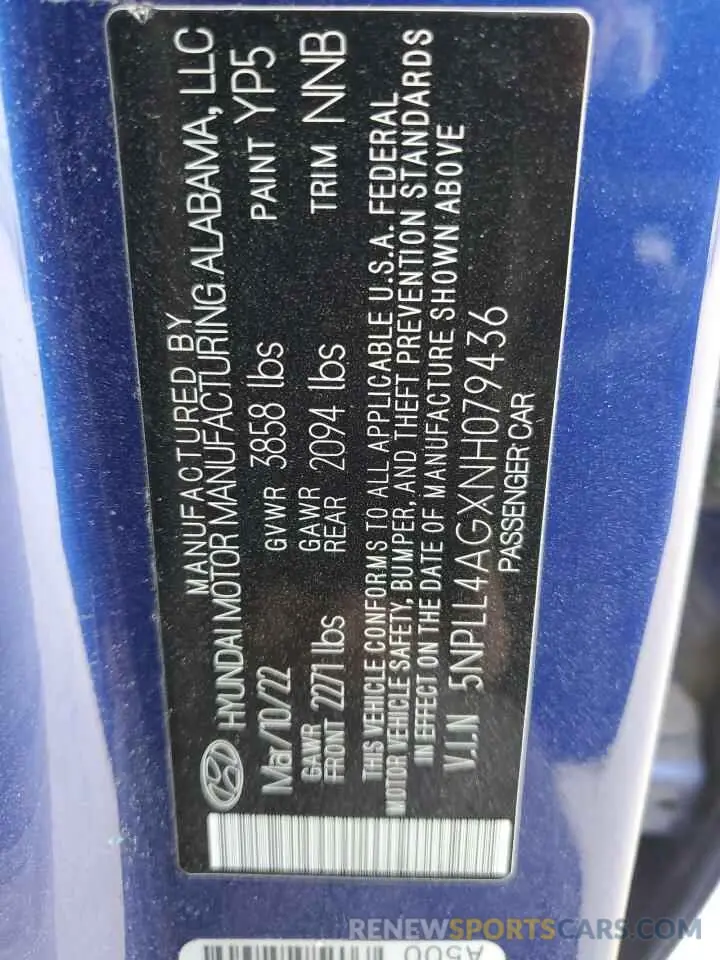 MANUFACTURED BY
HYUNDAI MOTOR MANUFACTURING. ALABAMA, LLC
Mar/10/22 GVWR 3858 lbs PAINT YP5
GAWR FRONT 2271 lbs GAWR REAR 2094 lbs TRIM NNB
THIS VEHICLE CONFORMS TO ALL APPLICABLE U.S.A. FEDERAL
MOTOR VEHICLE SAFETY, BUMPER, AND THEFT PREVENTION STANDARDS
IN EFFECT ON THE DATE OF MANUFACTURE SHOWN ABOVE
V.I.N 5NPLL4AGXNH079436
PASSENGER CAR
A500
RENEWSPORTSCARS.COM